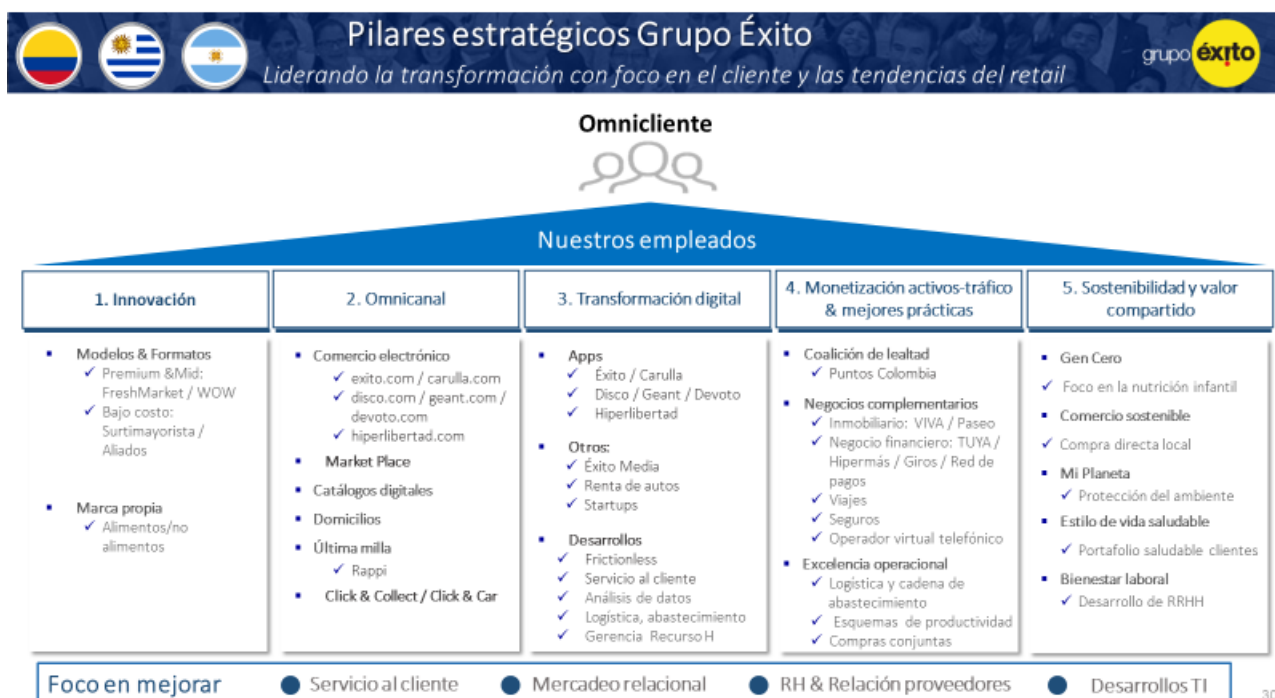 Pilares estratégicos Grupo Éxito
Liderando la transformación con foco en el cliente y las tendencias del retail
grupo éxito
Omnicliente
Nuestros empleados
1. Innovación
Modelos & Formatos
Premium &Mid:
FreshMarket / WOW
Bajo costo:
Surtimayorista /
Aliados
Marca propia
Alimentos/no
alimentos
2. Omnicanal
Comercio electrónico
exito.com / carulla.com
disco.com / geant.com /
devoto.com
hiperlibertad.com
Market Place
Catálogos digitales
Domicilios
Última milla
Rappi
Click & Collect / Click & Car
3. Transformación digital
Apps
Éxito / Carulla
Disco / Geant / Devoto
Hiperlibertad
Otros:
Éxito Media
Renta de autos
Startups
Desarrollos
Frictionless
Servicio al cliente
Análisis de datos
Logística, abastecimiento
Gerencia Recurso H
4. Monetización activos-tráfico
& mejores prácticas
Coalición de lealtad
Puntos Colombia
Negocios complementarios
Inmobiliario: VIVA / Paseo
Negocio financiero: TUYA /
Hipermás / Giros / Red de
pagos
Viajes
Seguros
Operador virtual telefónico
Excelencia operacional
Logística y cadena de
abastecimiento
Esquemas de productividad
Compras conjuntas
5. Sostenibilidad y valor
compartido
Gen Cero
Foco en la nutrición infantil
Comercio sostenible
Compra directa local
Mi Planeta
Protección del ambiente
Estilo de vida saludable
Portafolio saludable clientes
Bienestar laboral
Desarrollo de RRHH
Foco en mejorar
Servicio al cliente
Mercadeo relacional
RH & Relación proveedores
Desarrollos TI